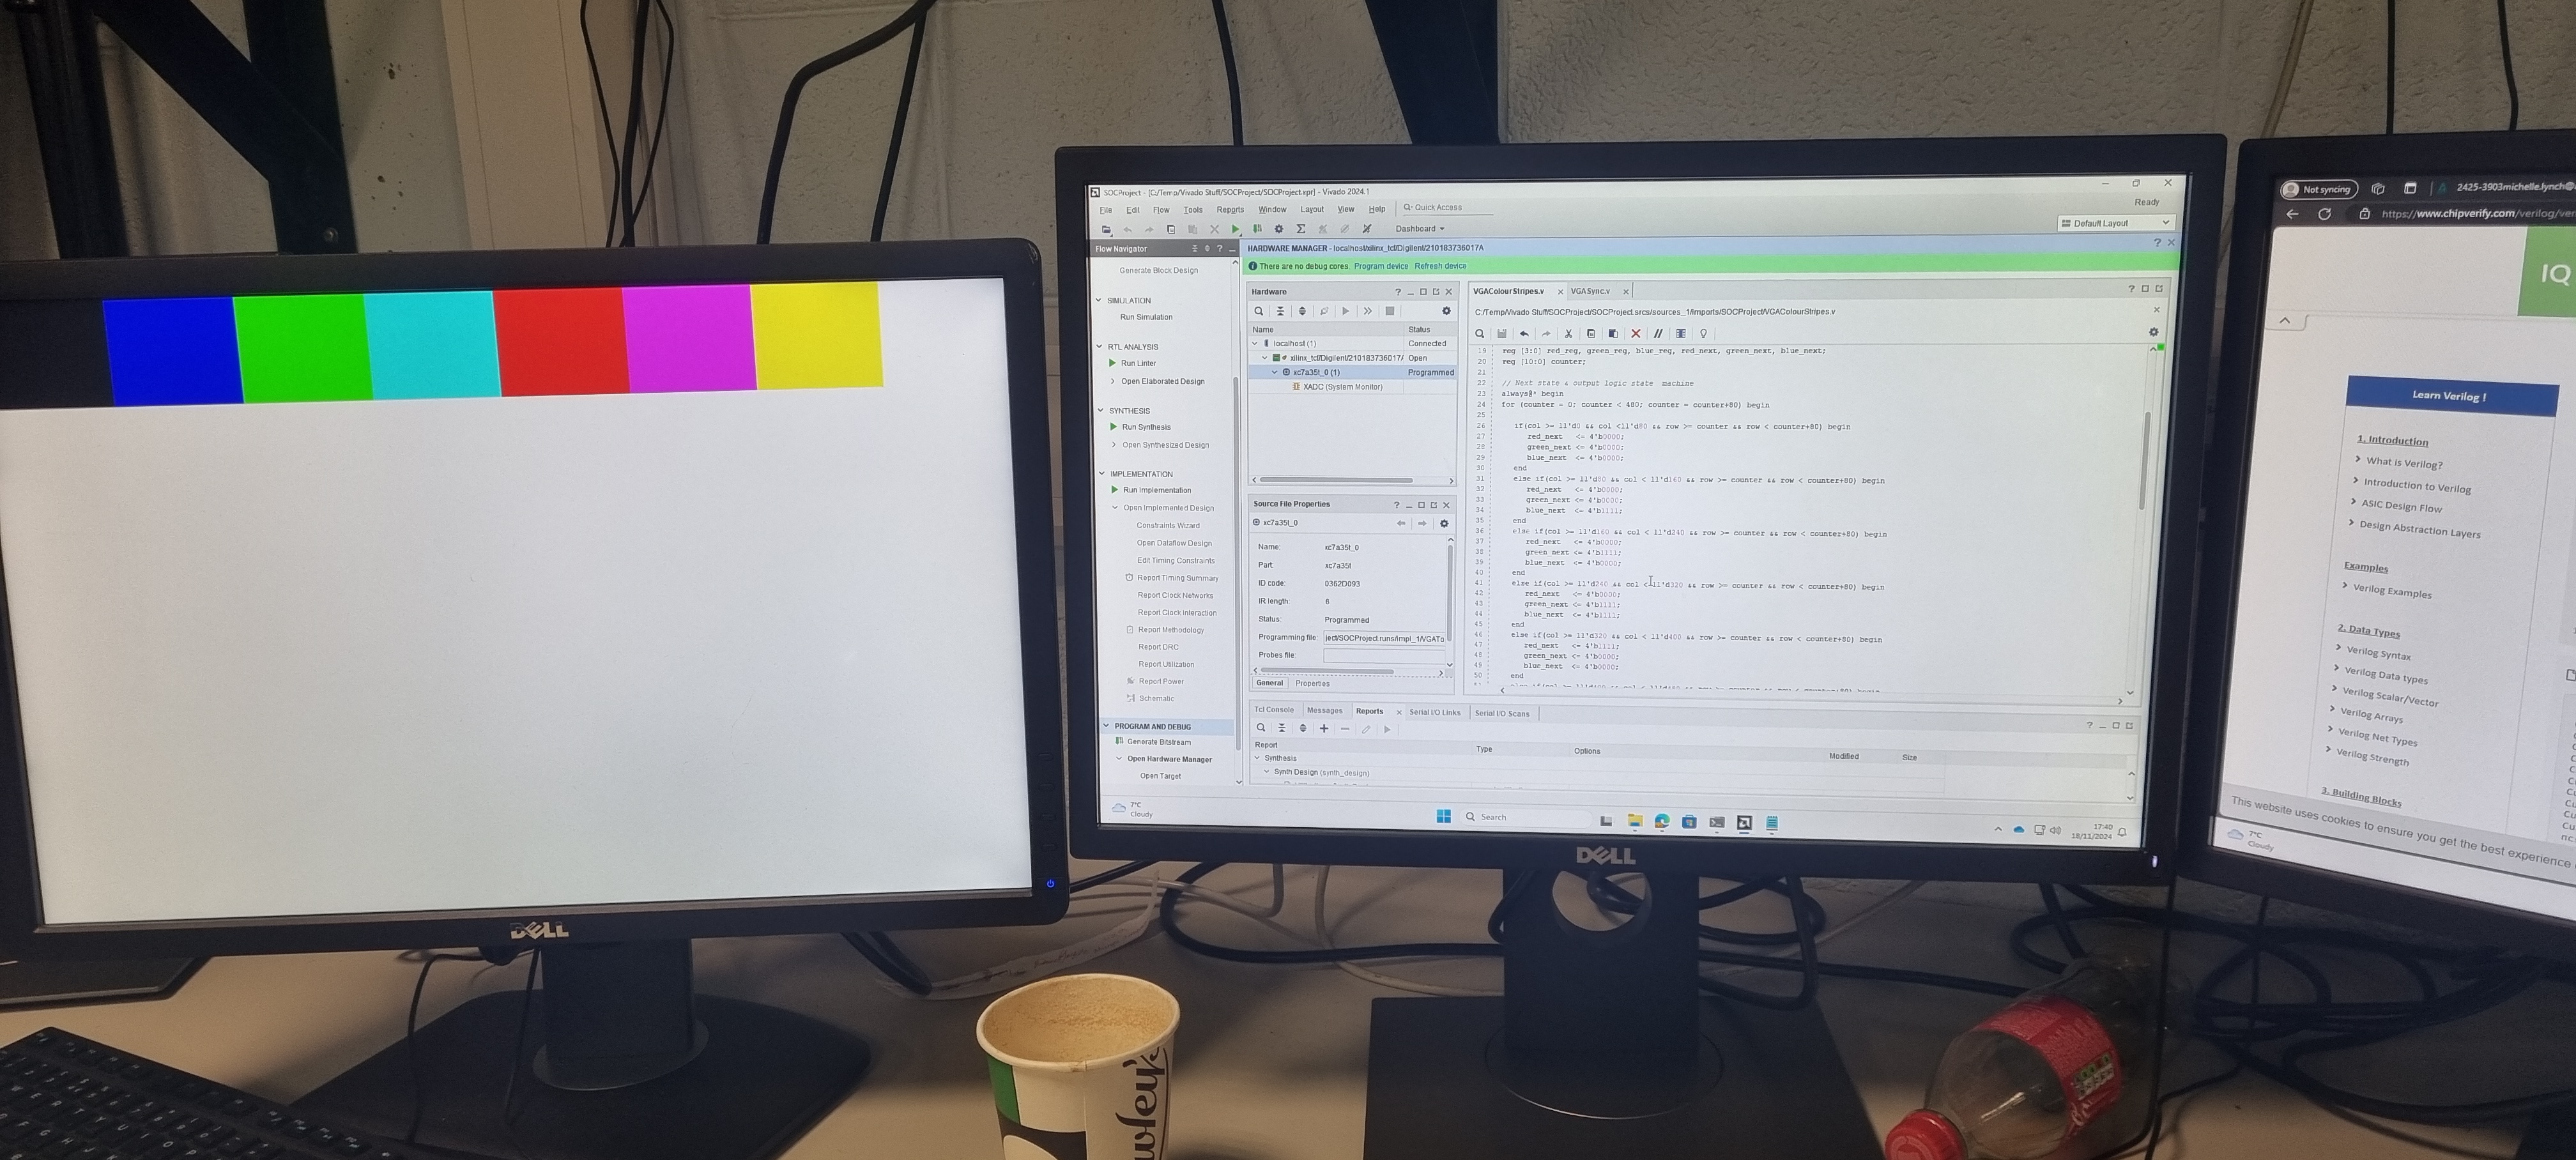 SOCProject - [C:/Temp/Vivado Stuff/SOCProject/SOCProject.xpr] - Vivado 2024.1
File Edit Flow Tools Reports Window Layout View Help Quick Access
Ready
Dashboard
Default Layout
Flow Navigator
HARDWARE MANAGER - localhost/xilinx_tcf/Digilent/210183736017A
There are no debug cores. Program device Refresh device
Generate Block Design
SIMULATION
Run Simulation
RTL ANALYSIS
Run Linter
Open Elaborated Design
SYNTHESIS
Run Synthesis
Open Synthesized Design
IMPLEMENTATION
Run Implementation
Open Implemented Design
Constraints Wizard
Open Dataflow Design
Edit Timing Constraints
Report Timing Summary
Report Clock Networks
Report Clock Interaction
Report Methodology
Report DRC
Report Utilization
Report Power
Schematic
PROGRAM AND DEBUG
Generate Bitstream
Open Hardware Manager
Open Target
Hardware
Name Status
localhost (1) Connected
xilinx_tcf/Digilent/210183736017A Open
xc7a35t_0 (1) Programmed
XADC (System Monitor)
Source File Properties
xc7a35t_0
Name: xc7a35t_0
Part: xc7a35t
ID code: 0362D093
IR length: 6
Status: Programmed
Programming file: ject/SOCProject.runs/impl_1/VGATo
Probes file:
General Properties
VGAColourStripes.v VGASync.v
C:/Temp/Vivado Stuff/SOCProject/SOCProject.srcs/sources_1/imports/SOCProject/VGAColourStripes.v
19 reg [3:0] red_reg, green_reg, blue_reg, red_next, green_next, blue_next;
20 reg [10:0] counter;
21
22 // Next state & output logic state machine
23 always@* begin
24 for (counter = 0; counter < 480; counter = counter+80) begin
25
26 if(col >= 11'd0 && col <11'd80 && row >= counter && row < counter+80) begin
27 red_next <= 4'b0000;
28 green_next <= 4'b0000;
29 blue_next <= 4'b0000;
30 end
31 else if(col >= 11'd80 && col < 11'd160 && row >= counter && row < counter+80) begin
32 red_next <= 4'b0000;
33 green_next <= 4'b0000;
34 blue_next <= 4'b1111;
35 end
36 else if(col >= 11'd160 && col < 11'd240 && row >= counter && row < counter+80) begin
37 red_next <= 4'b0000;
38 green_next <= 4'b1111;
39 blue_next <= 4'b0000;
40 end
41 else if(col >= 11'd240 && col < 11'd320 && row >= counter && row < counter+80) begin
42 red_next <= 4'b0000;
43 green_next <= 4'b1111;
44 blue_next <= 4'b1111;
45 end
46 else if(col >= 11'd320 && col < 11'd400 && row >= counter && row < counter+80) begin
47 red_next <= 4'b1111;
48 green_next <= 4'b0000;
49 blue_next <= 4'b0000;
50 end
Tcl Console Messages Reports Serial I/O Links Serial I/O Scans
Report Type Options Modified Size
Synthesis
Synth Design (synth_design)
7°C
Cloudy
Search
17:40
18/11/2024
DELL
DELL
Not syncing
2425-3903michelle.lynch@
https://www.chipverify.com/verilog/ver
IQ
Learn Verilog !
1. Introduction
What is Verilog?
Introduction to Verilog
ASIC Design Flow
Design Abstraction Layers
Examples
Verilog Examples
2. Data Types
Verilog Syntax
Verilog Data types
Verilog Scalar/Vector
Verilog Arrays
Verilog Net Types
Verilog Strength
3. Building Blocks
This website uses cookies to ensure you get the best experience
7°C
Cloudy